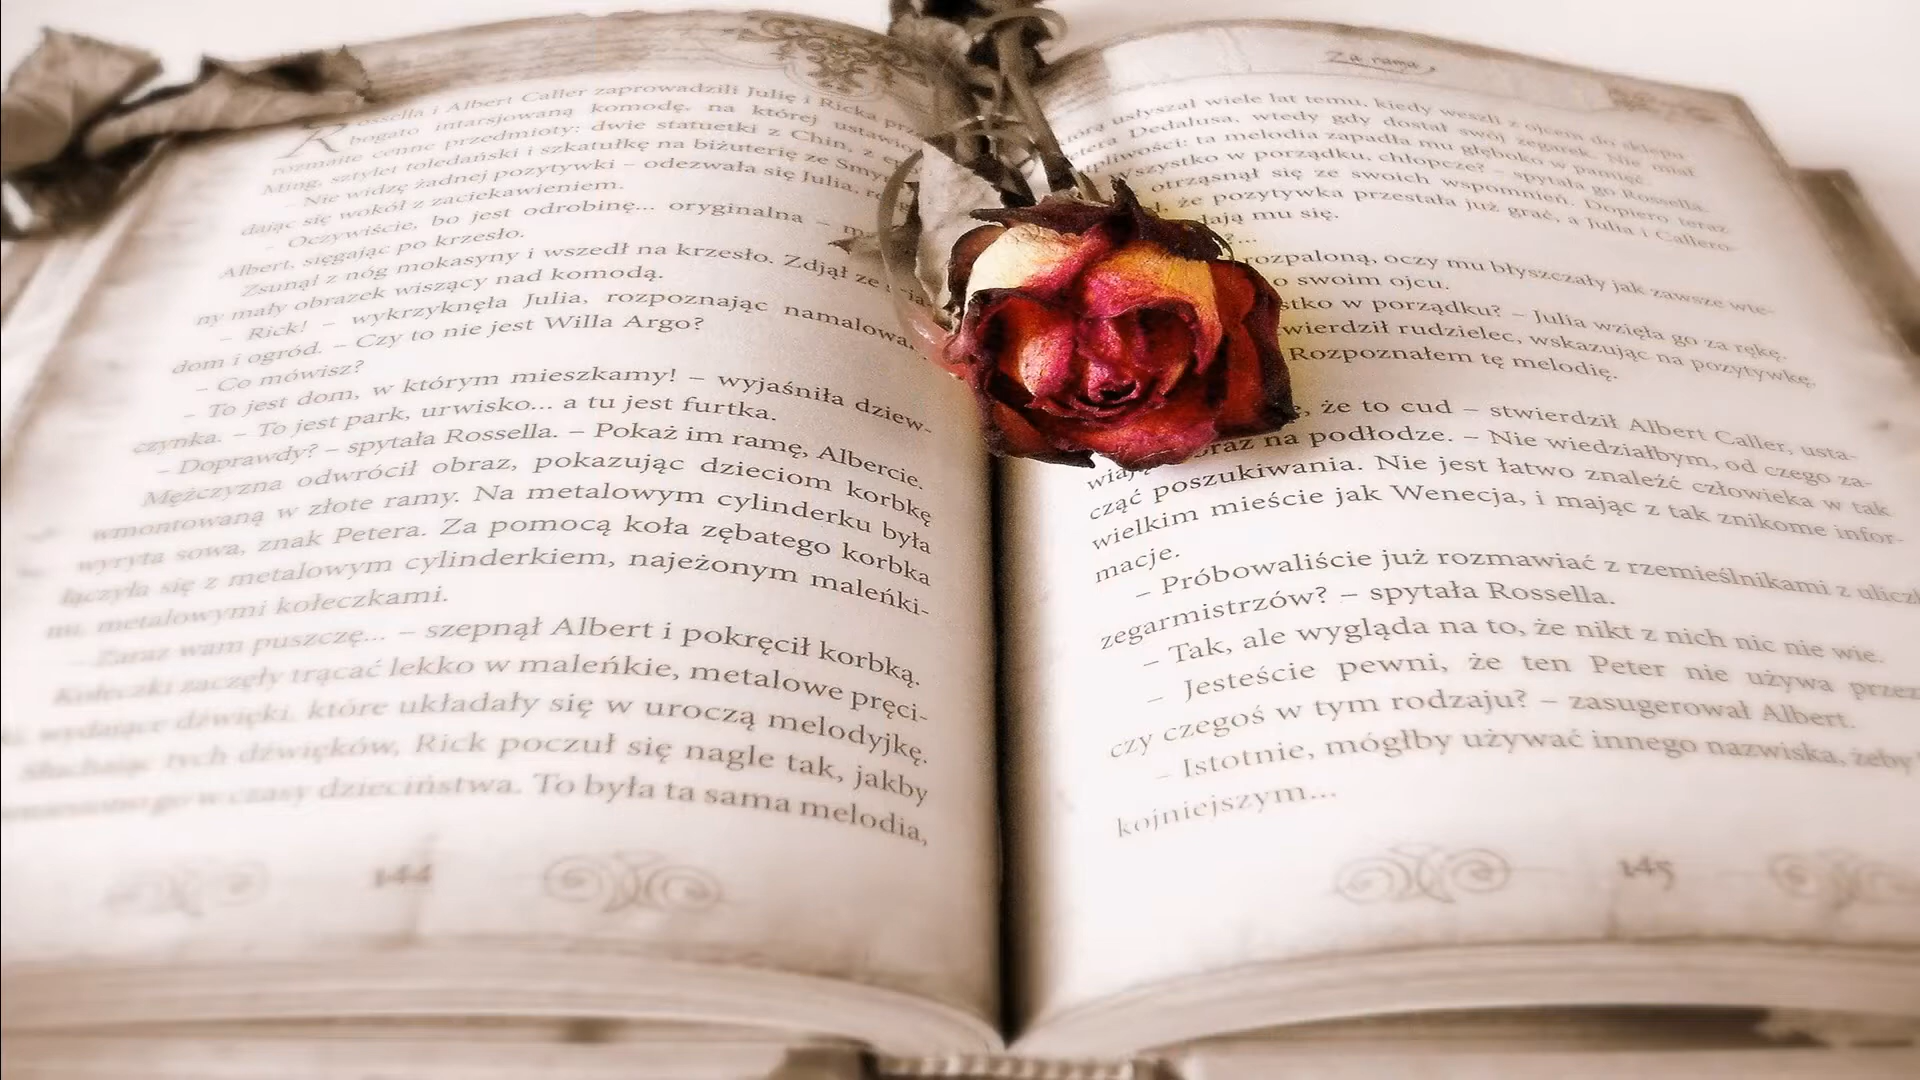 Rossella i Albert Caller zaprowadzili Julię i Ricka
bogato intarsjowaną komodę, na której
rozmaite cenne przedmioty: dwie statuetki z Chin, z
Ming, sztylet toledański i szkatułkę na biżuterię ze
– Nie widzę żadnej pozytywki – odezwała się Julia,
dając się wokół z zaciekawieniem.
– Oczywiście, bo jest odrobinę... oryginalna –
Albert, sięgając po krzesło.
Zsunął z nóg mokasyny i wszedł na krzesło. Zdjął ze
ny mały obrazek wiszący nad komodą.
– Rick! – wykrzyknęła Julia, rozpoznając
dom i ogród. – Czy to nie jest Willa Argo?
– Co mówisz?
– To jest dom, w którym mieszkamy! – wyjaśniła dziew-
czynka. – To jest park, urwisko... a tu jest furtka.
– Doprawdy? – spytała Rossella. – Pokaż im ramę, Albercie.
Mężczyzna odwrócił obraz, pokazując dzieciom korbkę
wmontowaną w złote ramy. Na metalowym cylinderku była
wyryta sowa, znak Petera. Za pomocą koła zębatego korbka
łączyła się z metalowym cylinderkiem, najeżonym maleńki-
mi metalowymi kołeczkami.
Zaraz wam puszczę... – szepnął Albert i pokręcił korbką.
Kołeczki zaczęły trącać lekko w maleńkie, metalowe pręci-
wydające dźwięki, które układały się w uroczą melodyjkę.
Słuchając tych dźwięków, Rick poczuł się nagle tak, jakby
w czasy dzieciństwa. To była ta sama melodia,
144
Za ramą
usłyszał wiele lat temu, kiedy weszli z ojcem do sklepu
Dedalusa, wtedy gdy dostał swój zegarek. Nie miał
ta melodia zapadła mu głęboko w pamięć.
Wszystko w porządku, chłopcze? – spytała go Rossella.
otrząsnął się ze swoich wspomnień. Dopiero teraz
że pozytywka przestała już grać, a Julia i Callero-
mu się.
rozpaloną, oczy mu błyszczały jak zawsze wte-
o swoim ojcu.
w porządku? – Julia wzięła go za rękę.
rudzielec, wskazując na pozytywkę.
Rozpoznałem tę melodię.
że to cud – stwierdził Albert Caller, usta-
na podłodze. – Nie wiedziałbym, od czego za-
cząć poszukiwania. Nie jest łatwo znaleźć człowieka w tak
wielkim mieście jak Wenecja, i mając z tak znikome infor-
macje.
– Próbowaliście już rozmawiać z rzemieślnikami z
zegarmistrzów? – spytała Rossella.
– Tak, ale wygląda na to, że nikt z nich nic nie wie.
– Jesteście pewni, że ten Peter nie używa
czy czegoś w tym rodzaju? – zasugerował Albert.
– Istotnie, mógłby używać innego nazwiska, żeby
kojniejszym...
145